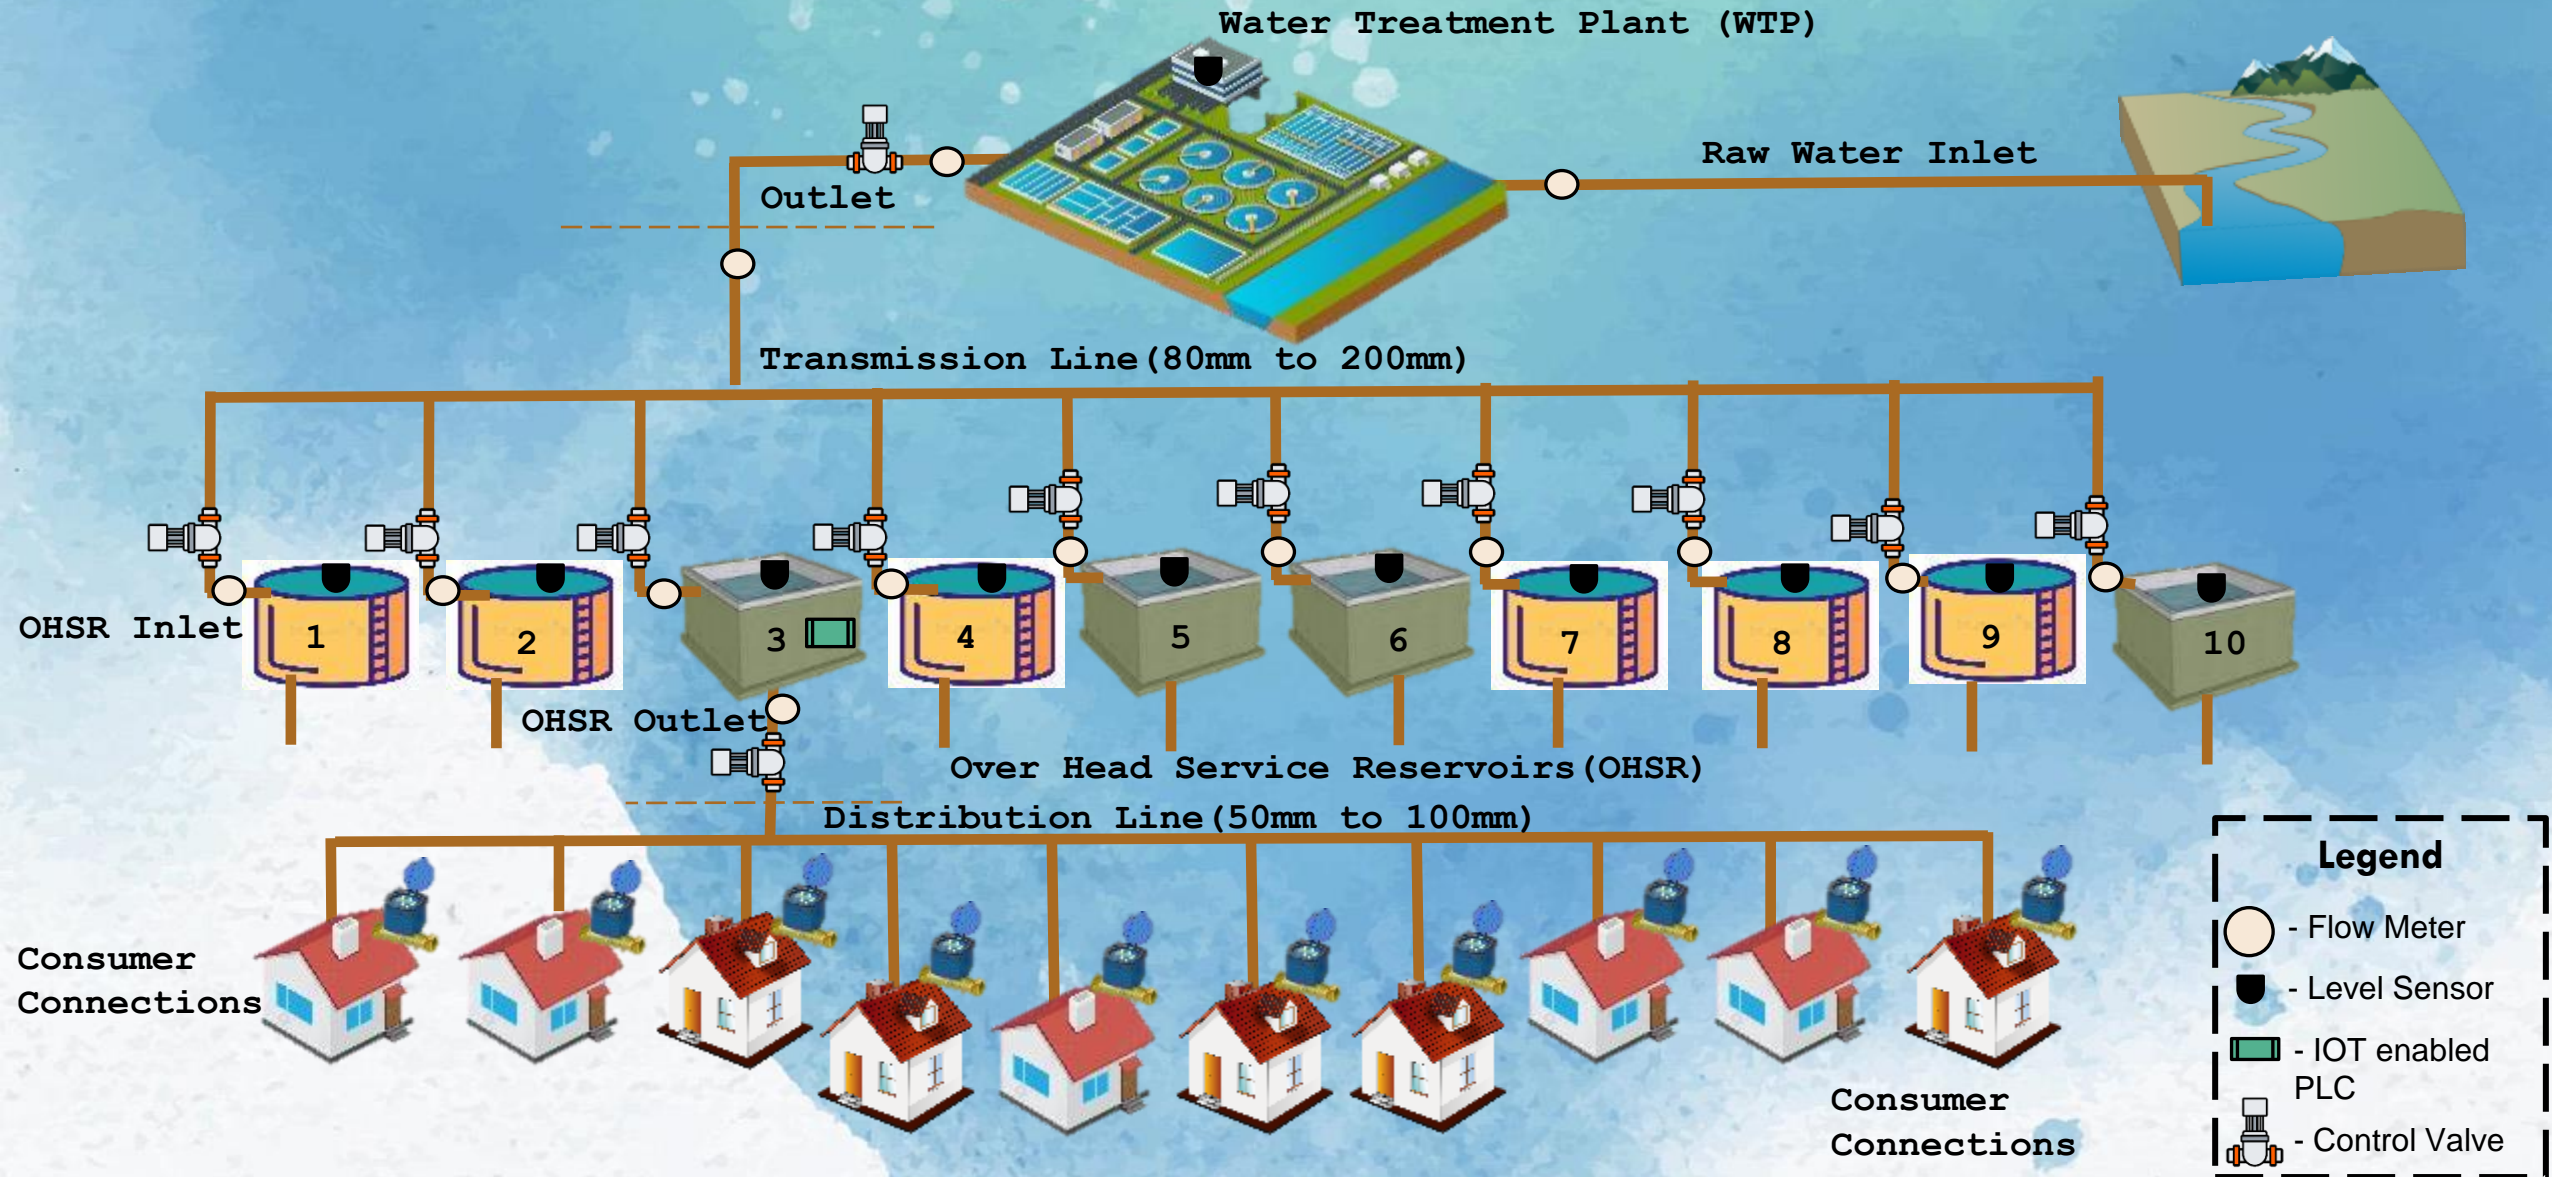 Water Treatment Plant (WTP)
Raw Water Inlet
Outlet
Transmission Line(80mm to 200mm)
OHSR Inlet
1
2
3
4
5
6
7
8
9
10
OHSR Outlet
Over Head Service Reservoirs(OHSR)
Distribution Line(50mm to 100mm)
Consumer
Connections
Consumer
Connections
Legend
- Flow Meter
- Level Sensor
- IOT enabled
PLC
- Control Valve